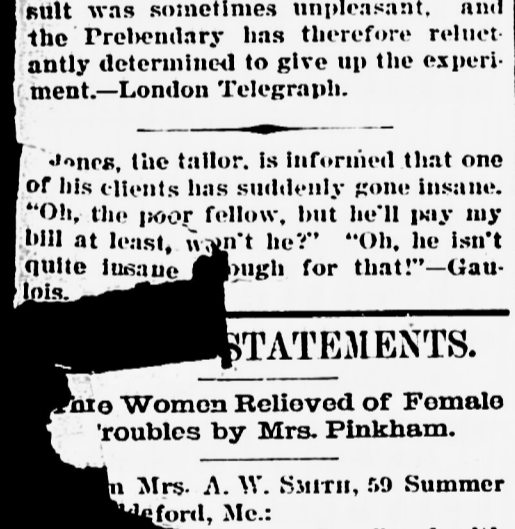 sult was sometimes unpleasant, and
the Prebendary has therefore reluct-
antly determined to give up the experi-
ment.—London Telegraph.
Jones, the tailor, is informed that one
of his clients has suddenly gone insane.
"Oh, the poor fellow, but he'll pay my
bill at least, won't he?" "Oh, he isn't
quite insane ough for that!"—Gau-
lois.
STATEMENTS.
Women Relieved of Female
roubles by Mrs. Pinkham.
Mrs. A. W. SMITH, 59 Summer
deford, Me.: